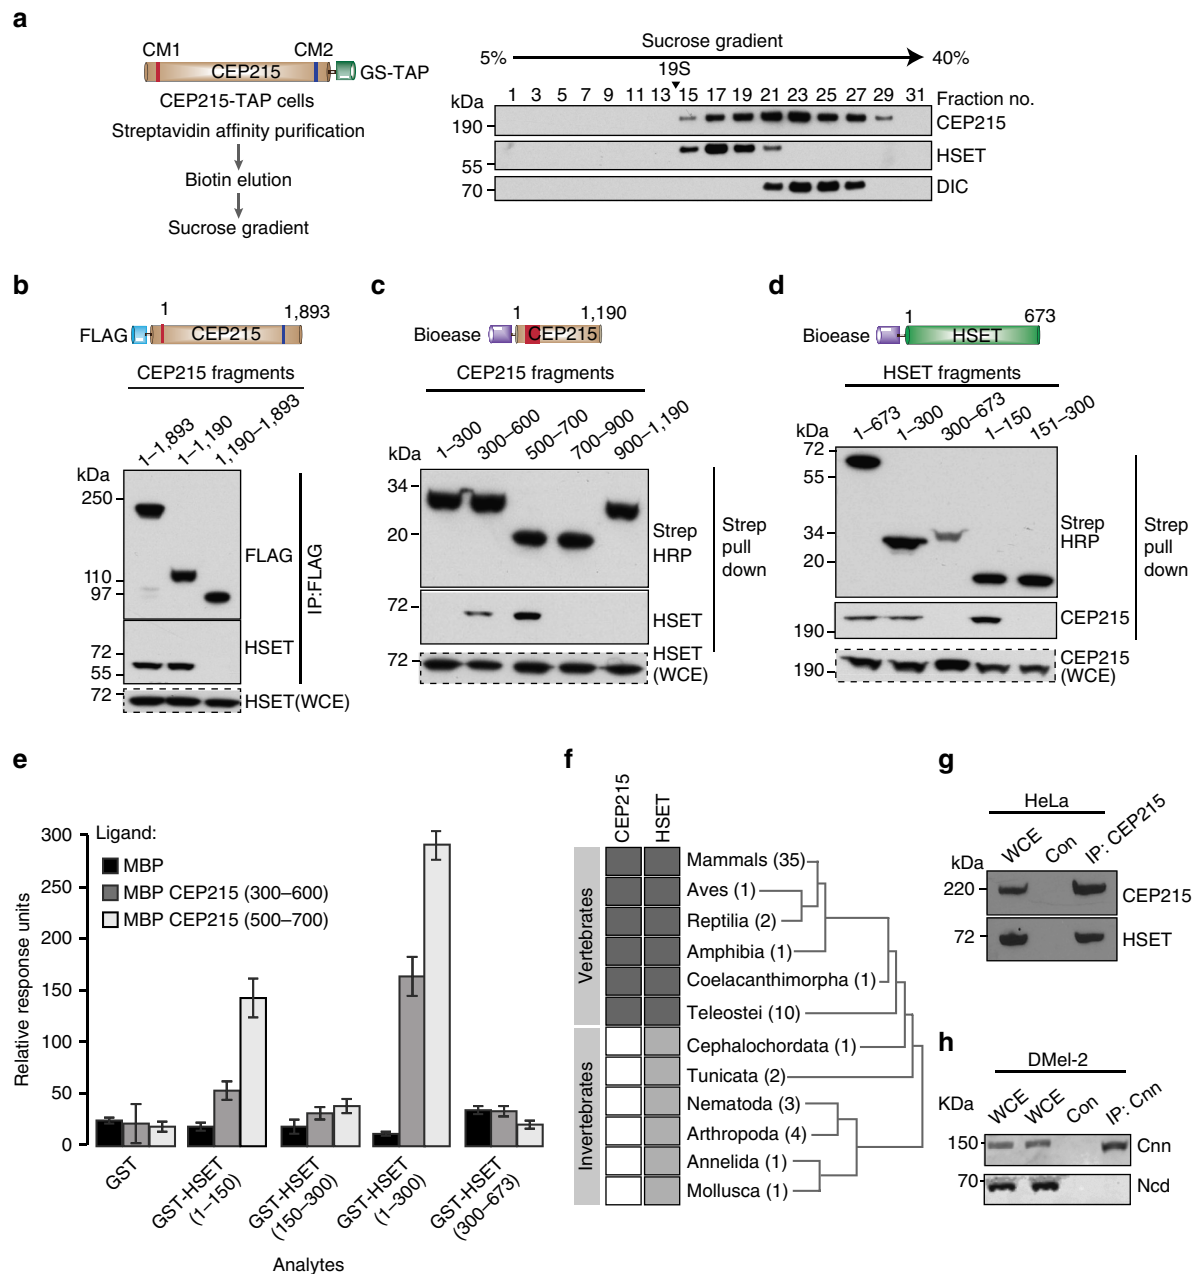 a
CM1
CM2
CEP215
GS-TAP
CEP215-TAP cells
Streptavidin affinity purification
Biotin elution
Sucrose gradient
Sucrose gradient
5%
40%
19S
kDa
1 3 5 7 9 11 13 15 17 19 21 23 25 27 29 31
Fraction no.
190
CEP215
55
HSET
70
DIC
b
1
1,893
FLAG
CEP215
CEP215 fragments
1–1,893
1–1,190
1,190–1,893
kDa
250
110
97
FLAG
72
55
HSET
IP:FLAG
72
HSET(WCE)
c
1
1,190
Bioease
CEP215
CEP215 fragments
1–300
300–600
500–700
700–900
900–1,190
kDa
34
20
Strep
HRP
72
HSET
Strep
pull
down
72
HSET
(WCE)
d
1
673
Bioease
HSET
HSET fragments
1–673
1–300
300–673
1–150
151–300
kDa
72
55
34
20
Strep
HRP
190
CEP215
Strep
pull
down
190
CEP215
(WCE)
e
Relative response units
300
250
200
150
100
50
0
Ligand:
MBP
MBP CEP215 (300–600)
MBP CEP215 (500–700)
GST
GST-HSET
(1–150)
GST-HSET
(150–300)
GST-HSET
(1–300)
GST-HSET
(300–673)
Analytes
f
CEP215
HSET
Vertebrates
Mammals (35)
Aves (1)
Reptilia (2)
Amphibia (1)
Coelacanthimorpha (1)
Teleostei (10)
Invertebrates
Cephalochordata (1)
Tunicata (2)
Nematoda (3)
Arthropoda (4)
Annelida (1)
Mollusca (1)
g
HeLa
WCE
Con
IP: CEP215
kDa
220
CEP215
72
HSET
h
DMel-2
WCE
WCE
Con
IP: Cnn
KDa
150
Cnn
70
Ncd